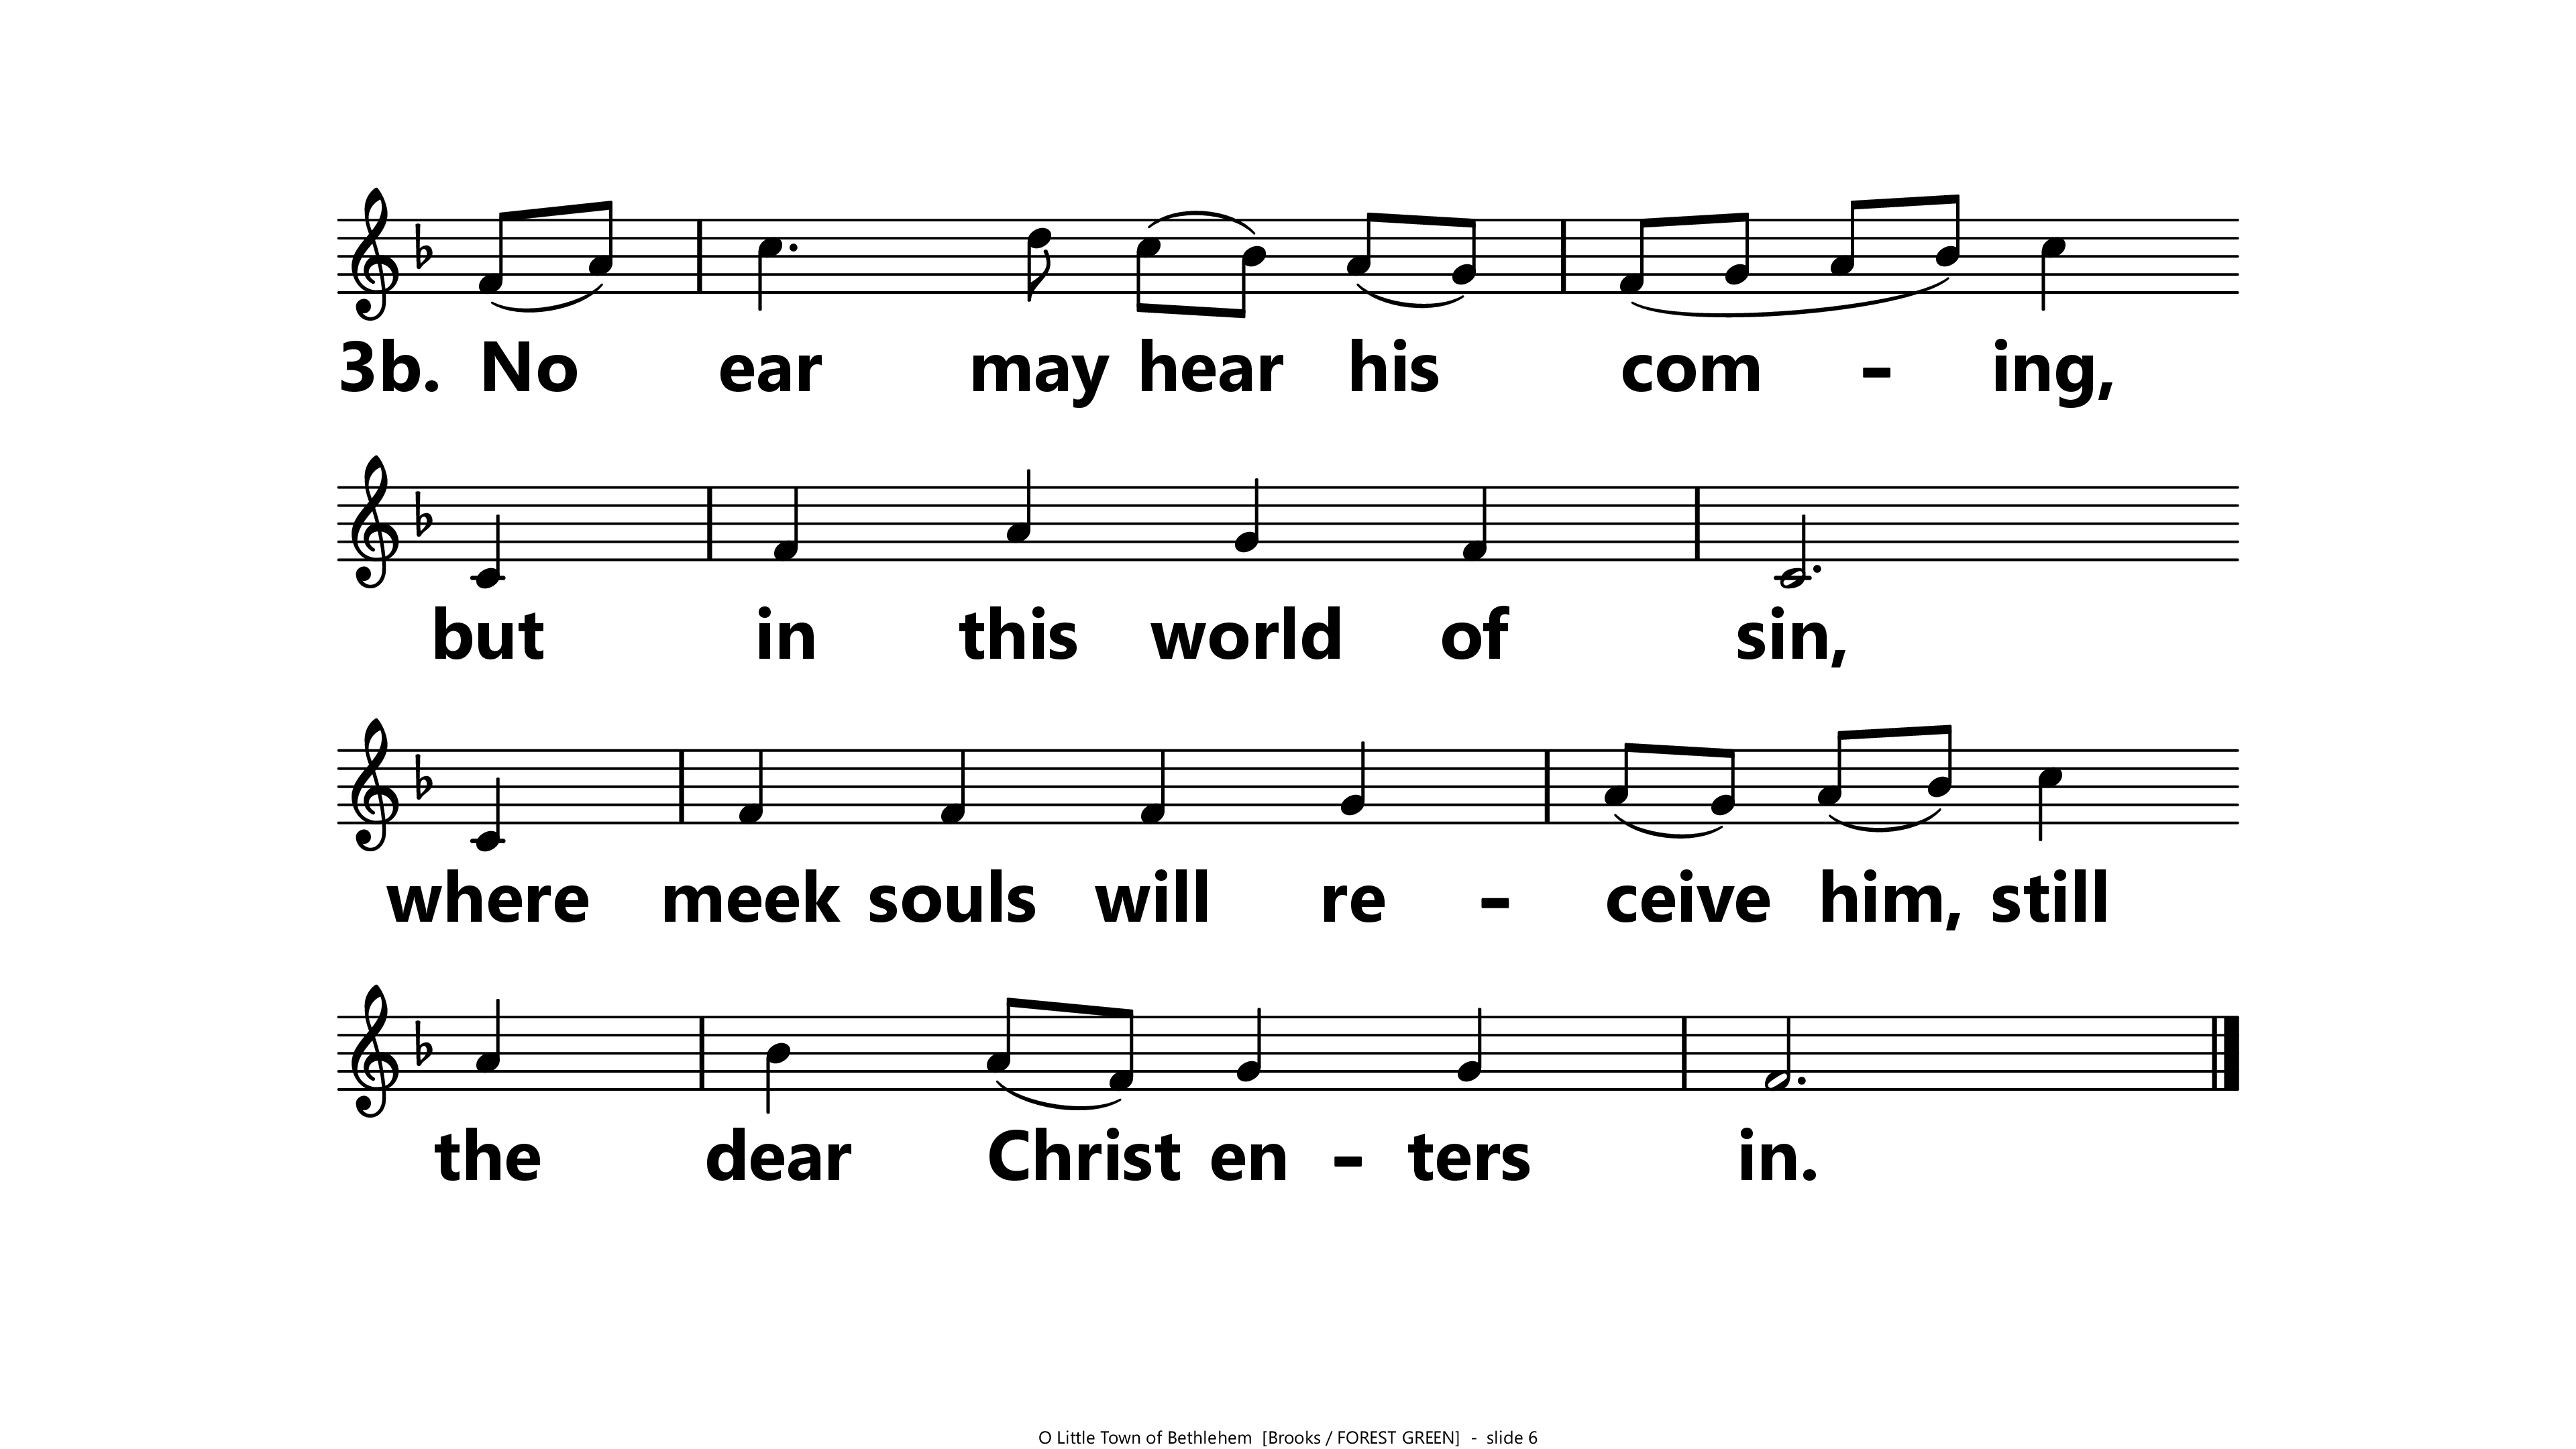 3b. No ear may hear his com - ing,
but in this world of sin,
where meek souls will re - ceive him, still
the dear Christ en - ters in.
O Little Town of Bethlehem [Brooks / FOREST GREEN] - slide 6